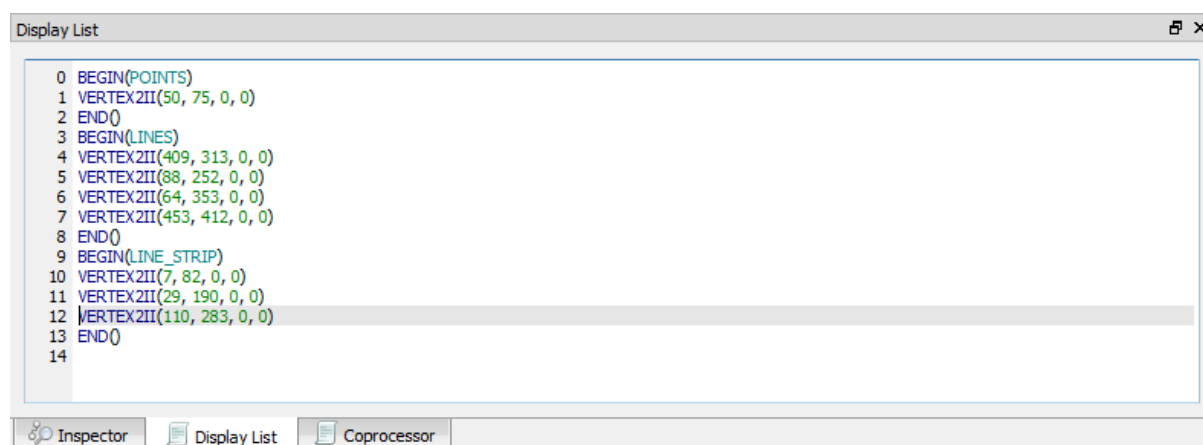 Display List
0 BEGIN(POINTS)
1 VERTEX2II(50, 75, 0, 0)
2 END()
3 BEGIN(LINES)
4 VERTEX2II(409, 313, 0, 0)
5 VERTEX2II(88, 252, 0, 0)
6 VERTEX2II(64, 353, 0, 0)
7 VERTEX2II(453, 412, 0, 0)
8 END()
9 BEGIN(LINE_STRIP)
10 VERTEX2II(7, 82, 0, 0)
11 VERTEX2II(29, 190, 0, 0)
12 VERTEX2II(110, 283, 0, 0)
13 END()
14
Inspector Display List Coprocessor